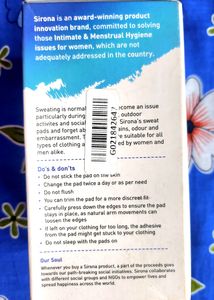 Sirona is an award-winning product
innovation brand, committed to solving
those Intimate & Menstrual Hygiene
issues for women, which are not
adequately addressed in the country.
Sweating is normal come an issue
particularly during outdoor
activities and social Sirona's sweat
pads and forget abo ains, odour and
embarrassment. T are suitable for all
types of clothing a d by women and
men alike.
Do's & don'ts
• Do not stick the pad on the skin
• Change the pad twice a day or as per need
• Do not flush
• You can trim the pad for a more discreet fit
• Carefully press down the edges to ensure the pad
stays in place, as natural arm movements can
loosen the edges
• If left on your clothing for too long, the adhesive
from the pad might get stuck to your clothing
• Do not sleep with the pads on
Our Soul
Whenever you buy a Sirona product, a part of the proceeds goes
towards our path-breaking social initiatives. Sirona collaborates
with different social groups and NGOs to empower lives and
spread happiness across the world.
G021842647